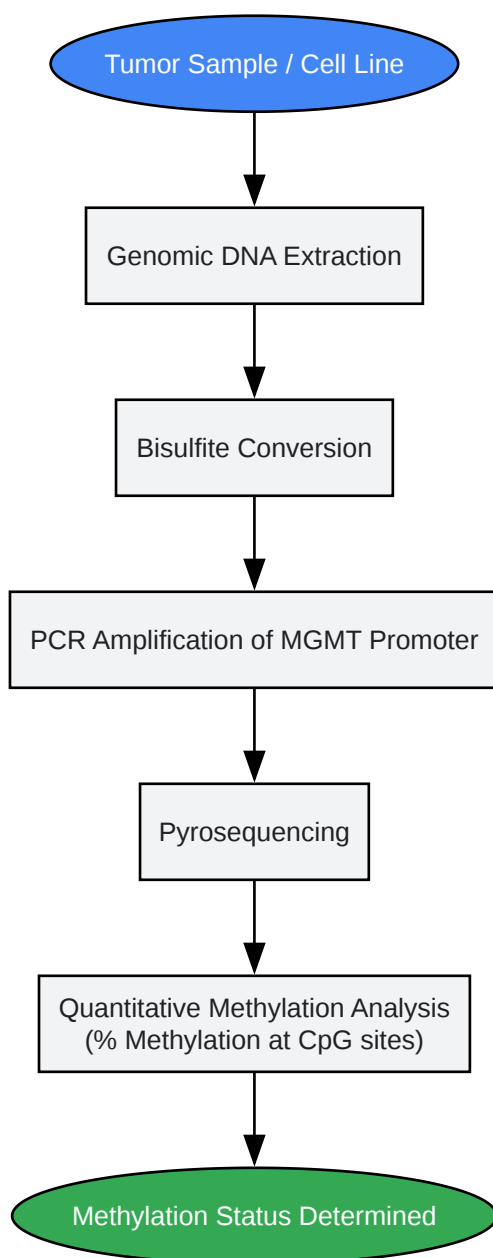 Tumor Sample / Cell Line
Genomic DNA Extraction
Bisulfite Conversion
PCR Amplification of MGMT Promoter
Pyrosequencing
Quantitative Methylation Analysis
(% Methylation at CpG sites)
Methylation Status Determined